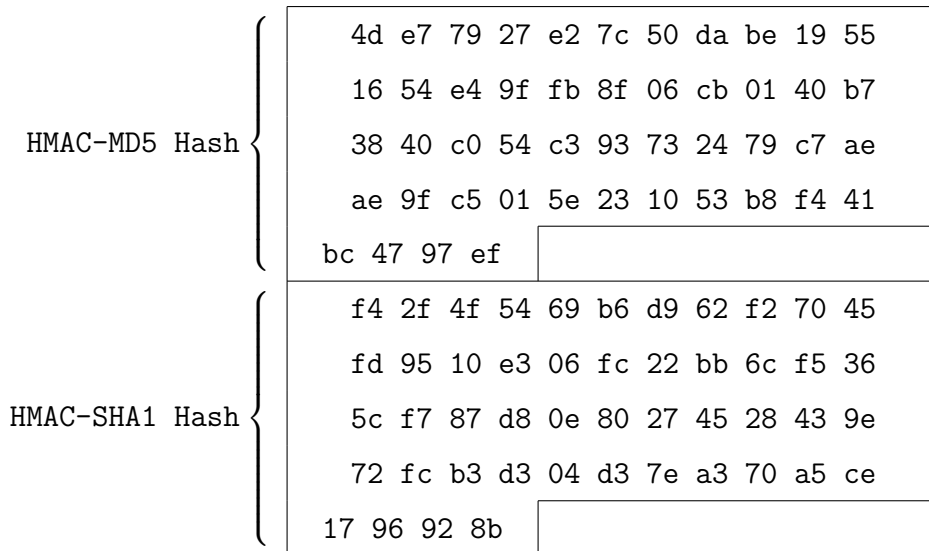 4d e7 79 27 e2 7c 50 da be 19 55
16 54 e4 9f fb 8f 06 cb 01 40 b7
HMAC-MD5 Hash
38 40 c0 54 c3 93 73 24 79 c7 ae
ae 9f c5 01 5e 23 10 53 b8 f4 41
bc 47 97 ef
f4 2f 4f 54 69 b6 d9 62 f2 70 45
fd 95 10 e3 06 fc 22 bb 6c f5 36
HMAC-SHA1 Hash
5c f7 87 d8 0e 80 27 45 28 43 9e
72 fc b3 d3 04 d3 7e a3 70 a5 ce
17 96 92 8b